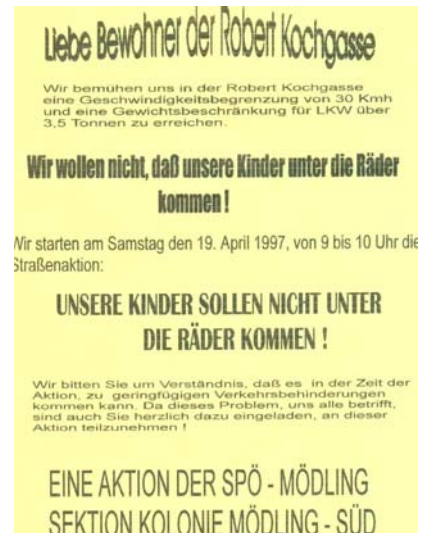 Liebe Bewohner der Robert Kochgasse
Wir bemühen uns in der Robert Kochgasse
eine Geschwindigkeitsbegrenzung von 30 Kmh
und eine Gewichtsbeschränkung für LKW über
3,5 Tonnen zu erreichen.
Wir wollen nicht, daß unsere Kinder unter die Räder
kommen !
Wir starten am Samstag den 19. April 1997, von 9 bis 10 Uhr die
Straßenaktion:
UNSERE KINDER SOLLEN NICHT UNTER
DIE RÄDER KOMMEN !
Wir bitten Sie um Verständnis, daß es in der Zeit der
Aktion, zu geringfügigen Verkehrsbehinderungen
kommen kann. Da dieses Problem, uns alle betrifft,
sind auch Sie herzlich dazu eingeladen, an dieser
Aktion teilzunehmen !
EINE AKTION DER SPÖ - MÖDLING
SEKTION KOLONIE MÖDLING - SÜD